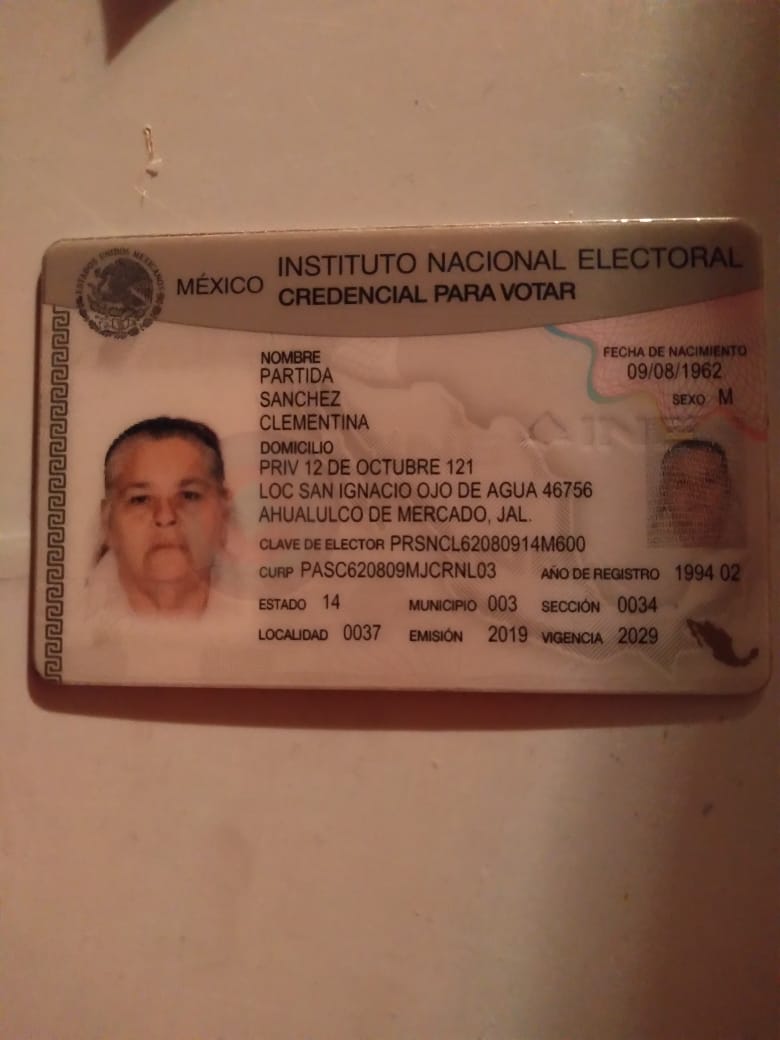 ESTADOS UNIDOS MEXICANOS
MÉXICO
INSTITUTO NACIONAL ELECTORAL
CREDENCIAL PARA VOTAR
NOMBRE
PARTIDA
SANCHEZ
CLEMENTINA
FECHA DE NACIMIENTO
09/08/1962
SEXO M
DOMICILIO
PRIV 12 DE OCTUBRE 121
LOC SAN IGNACIO OJO DE AGUA 46756
AHUALULCO DE MERCADO, JAL.
INE
CLAVE DE ELECTOR PRSNCL62080914M600
CURP PASC620809MJCRNL03 AÑO DE REGISTRO 1994 02
ESTADO 14 MUNICIPIO 003 SECCIÓN 0034
LOCALIDAD 0037 EMISIÓN 2019 VIGENCIA 2029